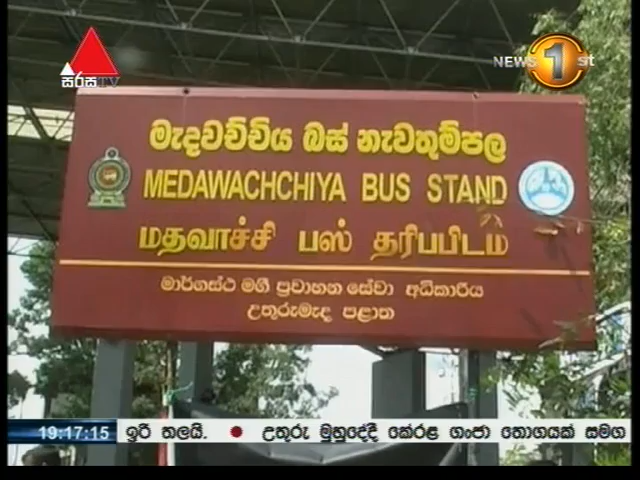 සිරස TV
NEWS 1st
මැදවච්චිය බස් නැවතුම්පල
MEDAWACHCHIYA BUS STAND
மதவாச்சி பஸ் தரிபபிடம
මාර්ගස්ථ මගී ප්‍රවාහන සේවා අධිකාරිය
උතුරුමැද පළාත
19:17:15 ඉරි තලයි. ● උතුරු මුහුදේදී කේරළ ගංජා තොගයක් සමග